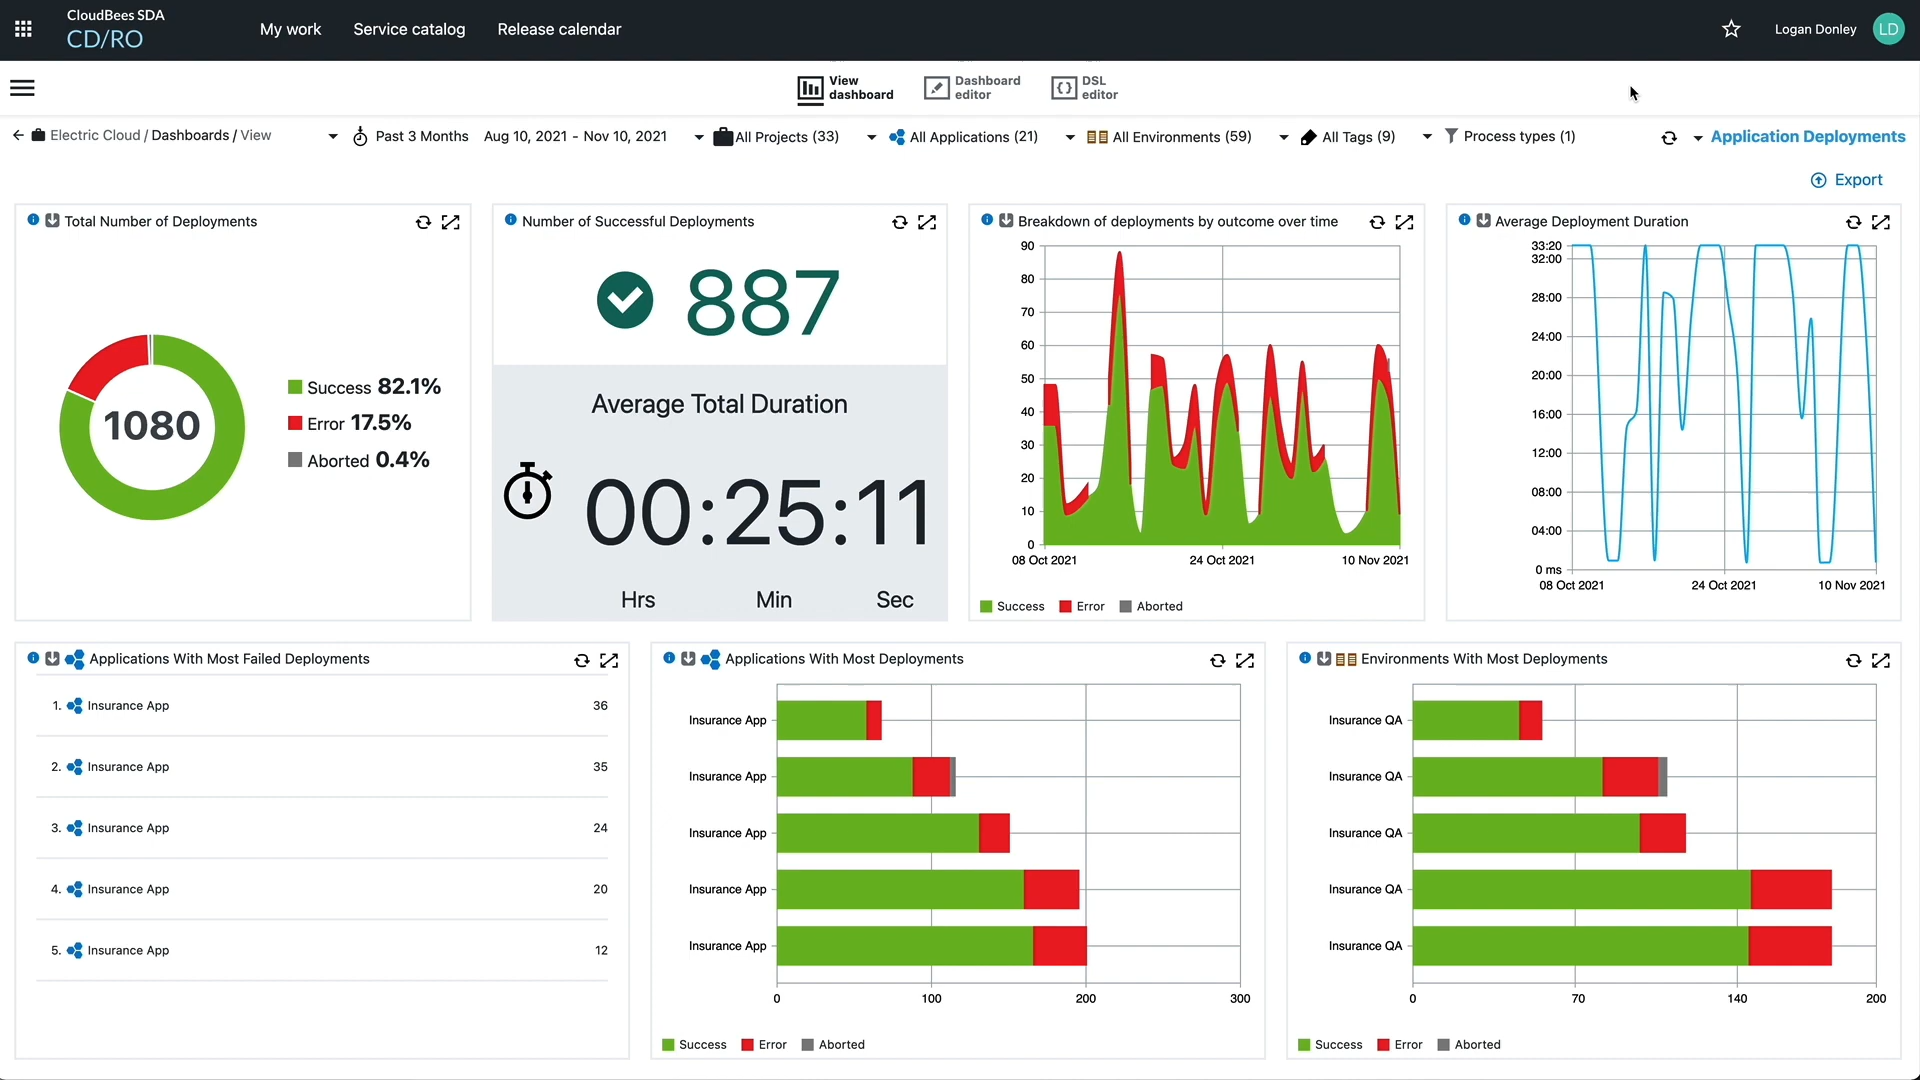 CloudBees SDA
CD/RO
My work
Service catalog
Release calendar
Logan Donley
LD
View dashboard
Dashboard editor
DSL editor
Electric Cloud / Dashboards / View
Past 3 Months
Aug 10, 2021 - Nov 10, 2021
All Projects (33)
All Applications (21)
All Environments (59)
All Tags (9)
Process types (1)
Application Deployments
Export
Total Number of Deployments
1080
Success 82.1%
Error 17.5%
Aborted 0.4%
Number of Successful Deployments
887
Average Total Duration
00:25:11
Hrs
Min
Sec
Breakdown of deployments by outcome over time
90
80
70
60
50
40
30
20
10
0
08 Oct 2021
24 Oct 2021
10 Nov 2021
Success
Error
Aborted
Average Deployment Duration
33:20
32:00
28:00
24:00
20:00
16:00
12:00
08:00
04:00
0 ms
08 Oct 2021
24 Oct 2021
10 Nov 2021
Applications With Most Failed Deployments
1. Insurance App 36
2. Insurance App 35
3. Insurance App 24
4. Insurance App 20
5. Insurance App 12
Applications With Most Deployments
Insurance App
Insurance App
Insurance App
Insurance App
Insurance App
0
100
200
300
Success
Error
Aborted
Environments With Most Deployments
Insurance QA
Insurance QA
Insurance QA
Insurance QA
Insurance QA
0
70
140
200
Success
Error
Aborted